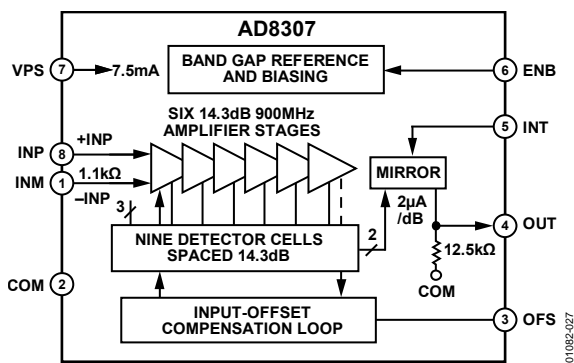 AD8307
VPS
7
7.5mA
BAND GAP REFERENCE
AND BIASING
6
ENB
SIX 14.3dB 900MHz
AMPLIFIER STAGES
5
INT
INP
8
+INP
MIRROR
INM
1
1.1kΩ
–INP
2µA
/dB
4
OUT
3
NINE DETECTOR CELLS
SPACED 14.3dB
2
12.5kΩ
COM
COM
2
INPUT-OFFSET
COMPENSATION LOOP
3
OFS
01082-027